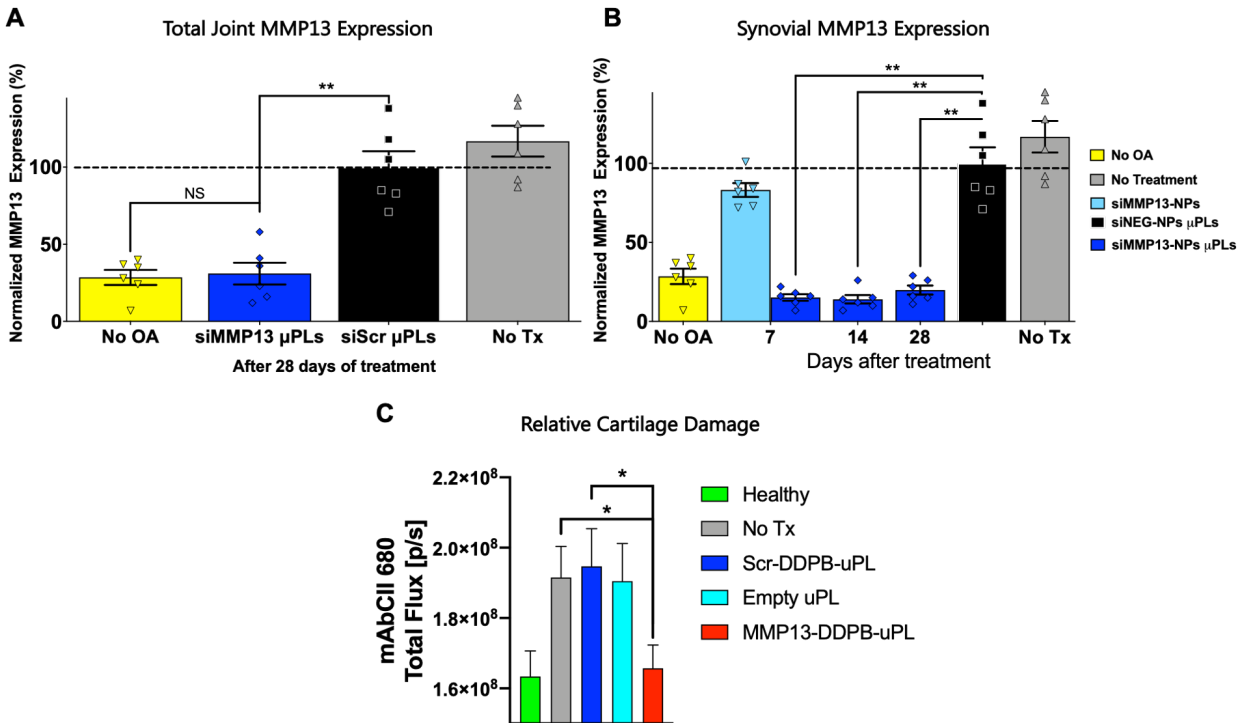 A
Total Joint MMP13 Expression
Normalized MMP13 Expression (%)
100
50
0
NS
**
No OA
siMMP13 µPLs
siScr µPLs
No Tx
After 28 days of treatment
B
Synovial MMP13 Expression
Normalized MMP13 Expression (%)
100
50
0
**
**
**
No OA
7
14
28
No Tx
Days after treatment
No OA
No Treatment
siMMP13-NPs
siNEG-NPs µPLs
siMMP13-NPs µPLs
C
Relative Cartilage Damage
mAbCII 680
Total Flux [p/s]
2.2×10⁸
2.0×10⁸
1.8×10⁸
1.6×10⁸
*
*
Healthy
No Tx
Scr-DDPB-uPL
Empty uPL
MMP13-DDPB-uPL